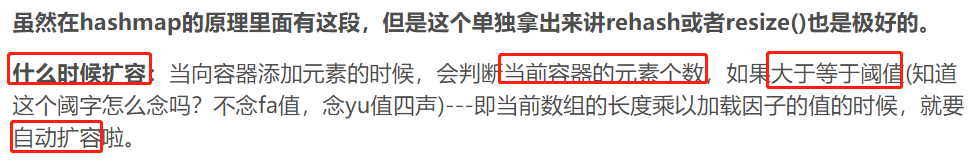 虽然在hashmap的原理里面有这段，但是这个单独拿出来讲rehash或者resize()也是极好的。
什么时候扩容：当向容器添加元素的时候，会判断当前容器的元素个数，如果大于等于阈值(知道
这个阈字怎么念吗？不念fa值，念yu值四声)---即当前数组的长度乘以加载因子的值的时候，就要
自动扩容啦。